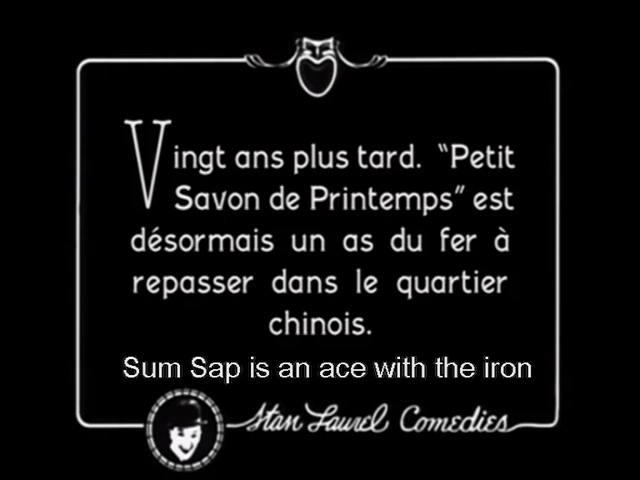 Vingt ans plus tard. "Petit
Savon de Printemps" est
désormais un as du fer à
repasser dans le quartier
chinois.
Sum Sap is an ace with the iron
Stan Laurel Comedies